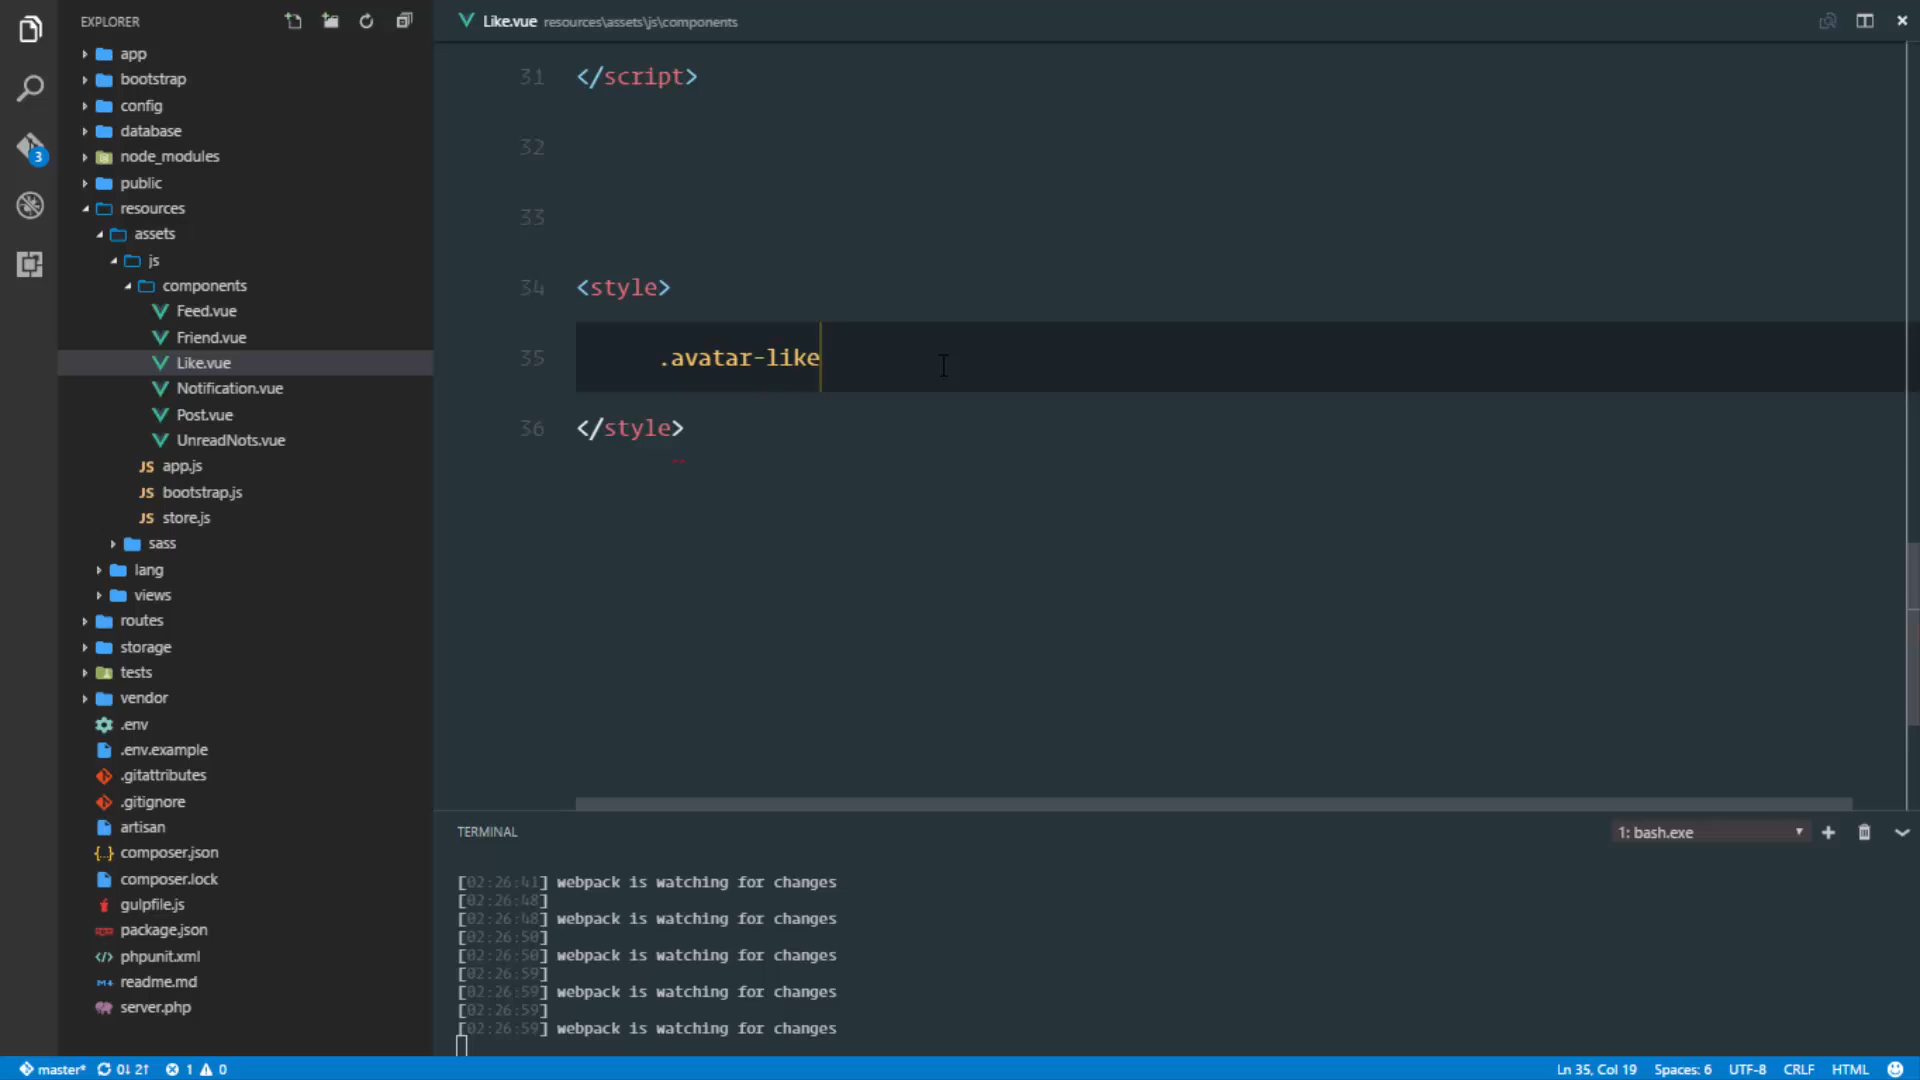 EXPLORER
app
bootstrap
config
database
node_modules
public
resources
assets
js
components
Feed.vue
Friend.vue
Like.vue
Notification.vue
Post.vue
UnreadNots.vue
JS app.js
JS bootstrap.js
JS store.js
sass
lang
views
routes
storage
tests
vendor
.env
.env.example
.gitattributes
.gitignore
artisan
{..} composer.json
composer.lock
gulpfile.js
package.json
</> phpunit.xml
M+ readme.md
server.php
3
Like.vue resources\assets\js\components
31 </script>
32
33
34 <style>
35 .avatar-like
36 </style>
TERMINAL
1: bash.exe
[02:26:41] webpack is watching for changes
[02:26:48]
[02:26:48] webpack is watching for changes
[02:26:50]
[02:26:50] webpack is watching for changes
[02:26:59]
[02:26:59] webpack is watching for changes
[02:26:59]
[02:26:59] webpack is watching for changes
master* 0↓ 2↑ 1 0
Ln 35, Col 19 Spaces: 6 UTF-8 CRLF HTML